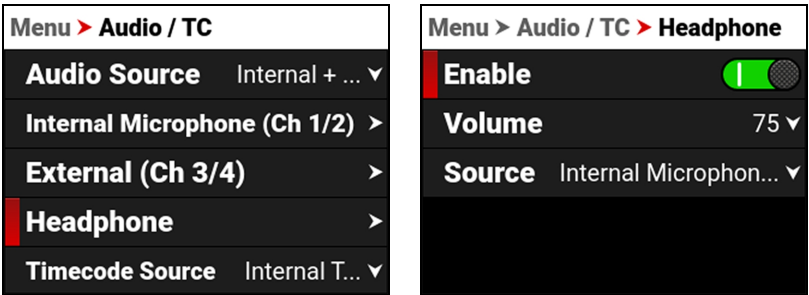 Menu ➤ Audio / TC
Audio Source Internal + ...
Internal Microphone (Ch 1/2)
External (Ch 3/4)
Headphone
Timecode Source Internal T...
Menu ➤ Audio / TC ➤ Headphone
Enable
Volume 75
Source Internal Microphon...